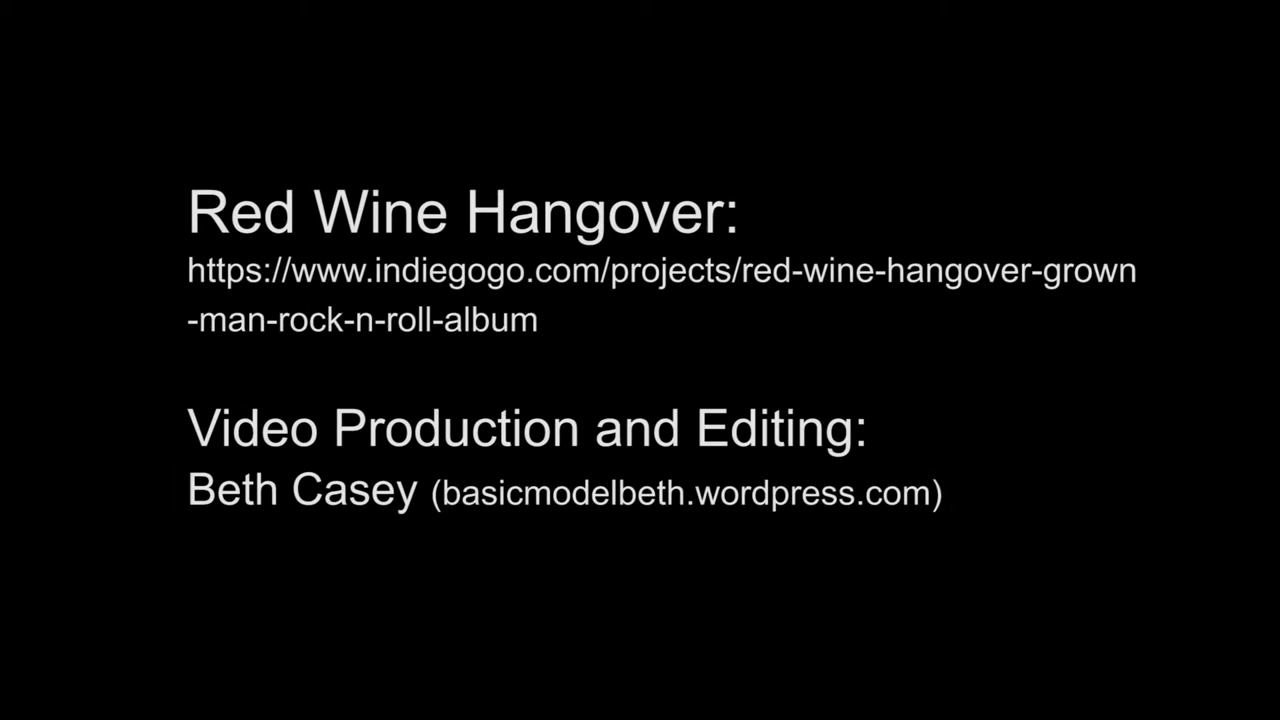 Red Wine Hangover:
https://www.indiegogo.com/projects/red-wine-hangover-grown
-man-rock-n-roll-album
Video Production and Editing:
Beth Casey (basicmodelbeth.wordpress.com)